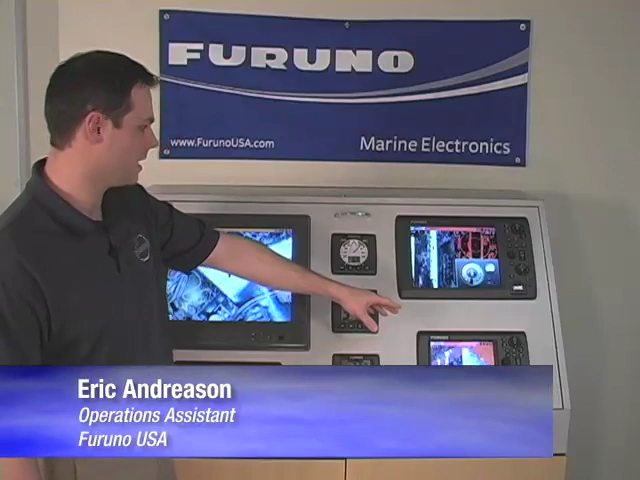 FURUNO
www.FurunoUSA.com
Marine Electronics
Eric Andreason
Operations Assistant
Furuno USA